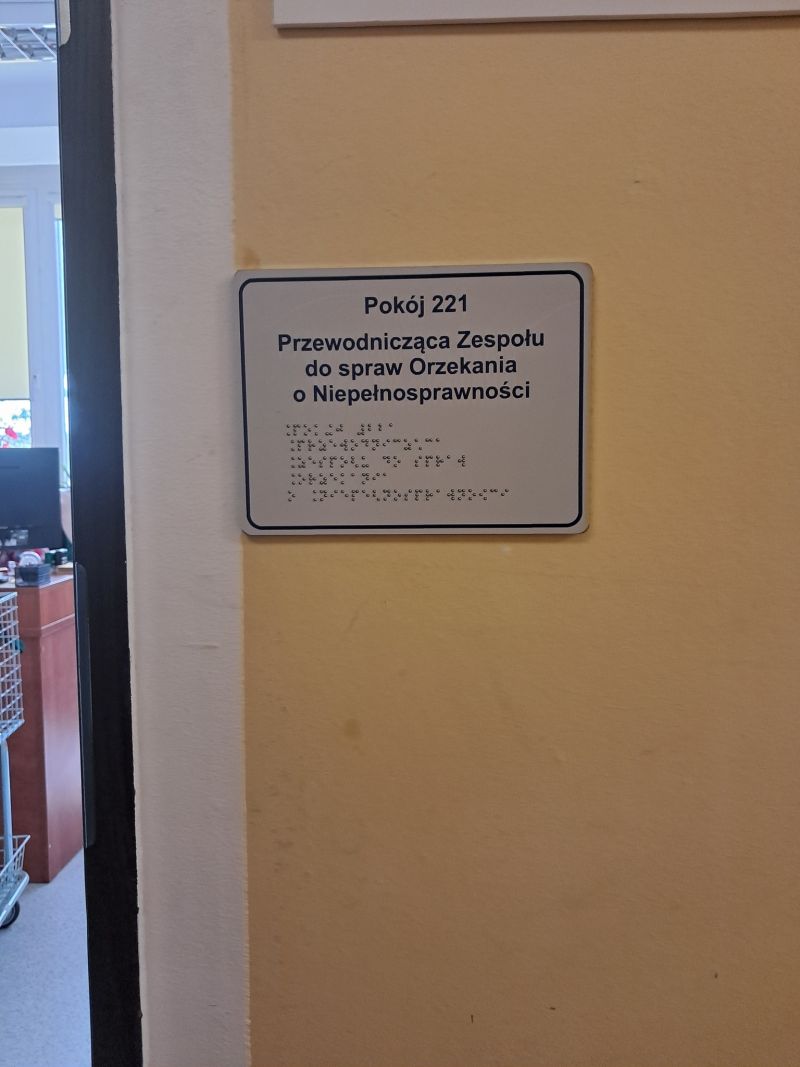 Pokój 221
Przewodnicząca Zespołu
do spraw Orzekania
o Niepełnosprawności